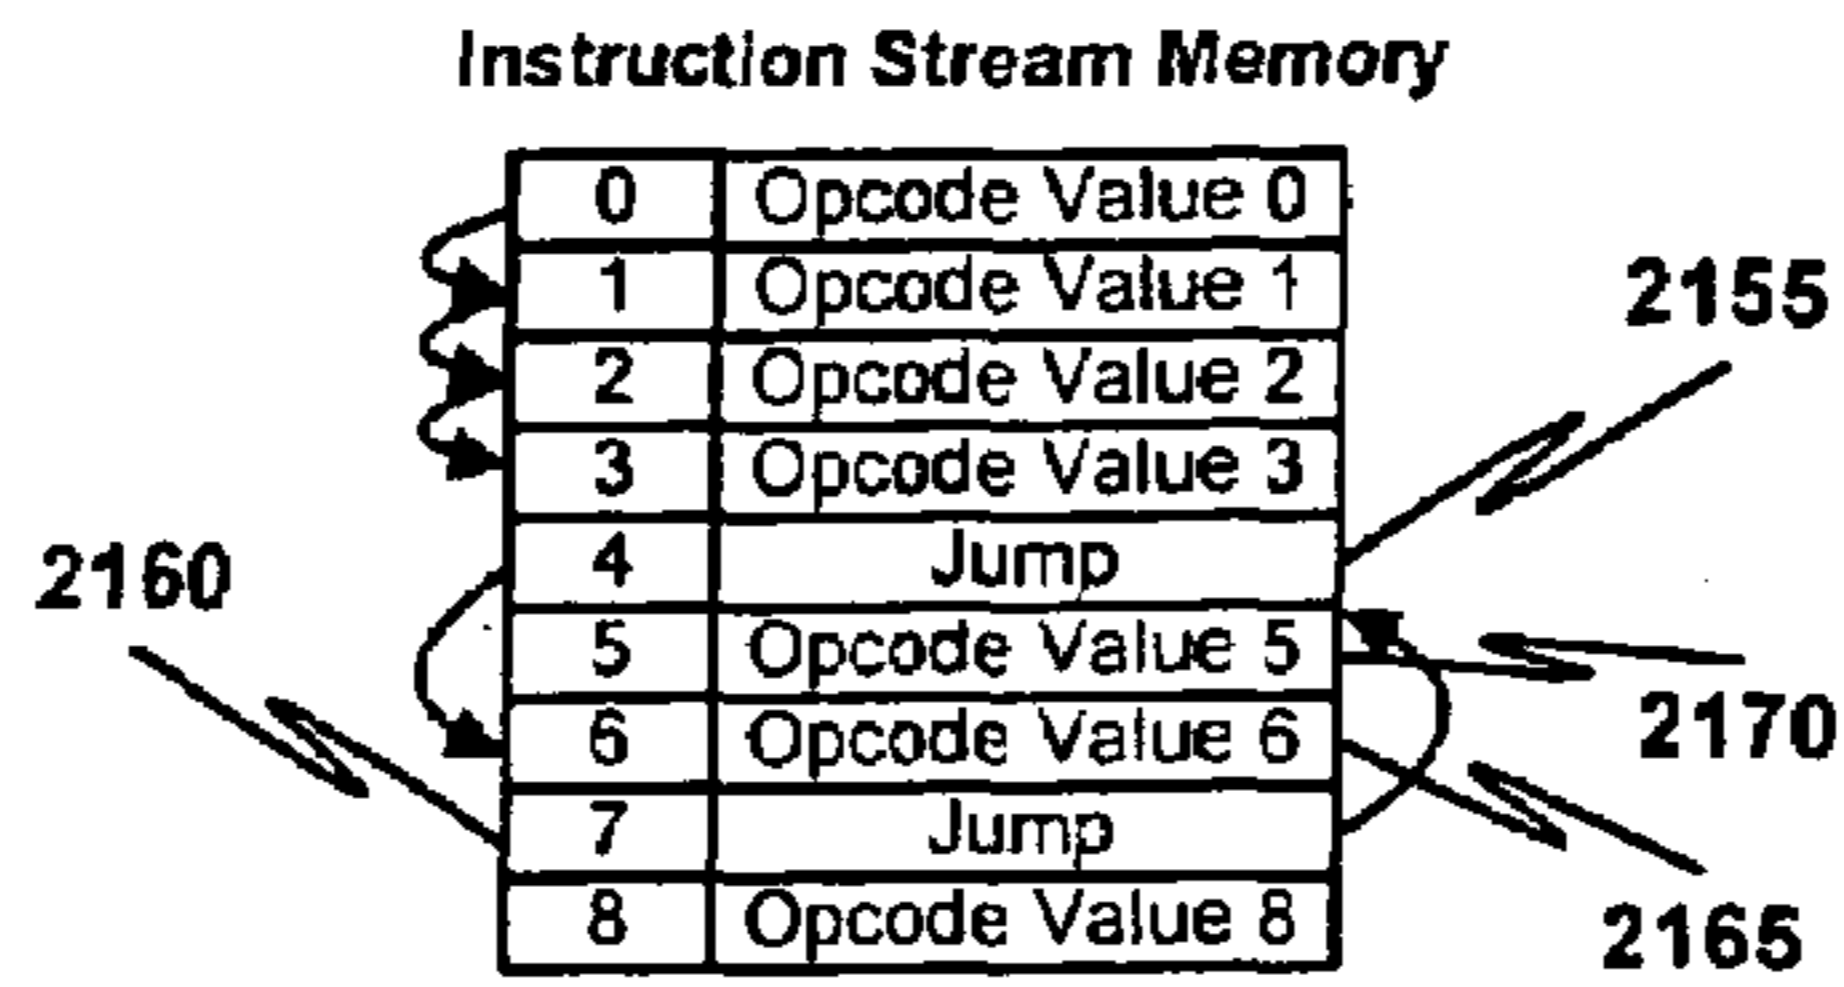 Instruction Stream Memory
0 Opcode Value 0
1 Opcode Value 1
2155
2 Opcode Value 2
3 Opcode Value 3
4 Jump
2160
5 Opcode Value 5
2170
6 Opcode Value 6
7 Jump
8 Opcode Value 8
2165